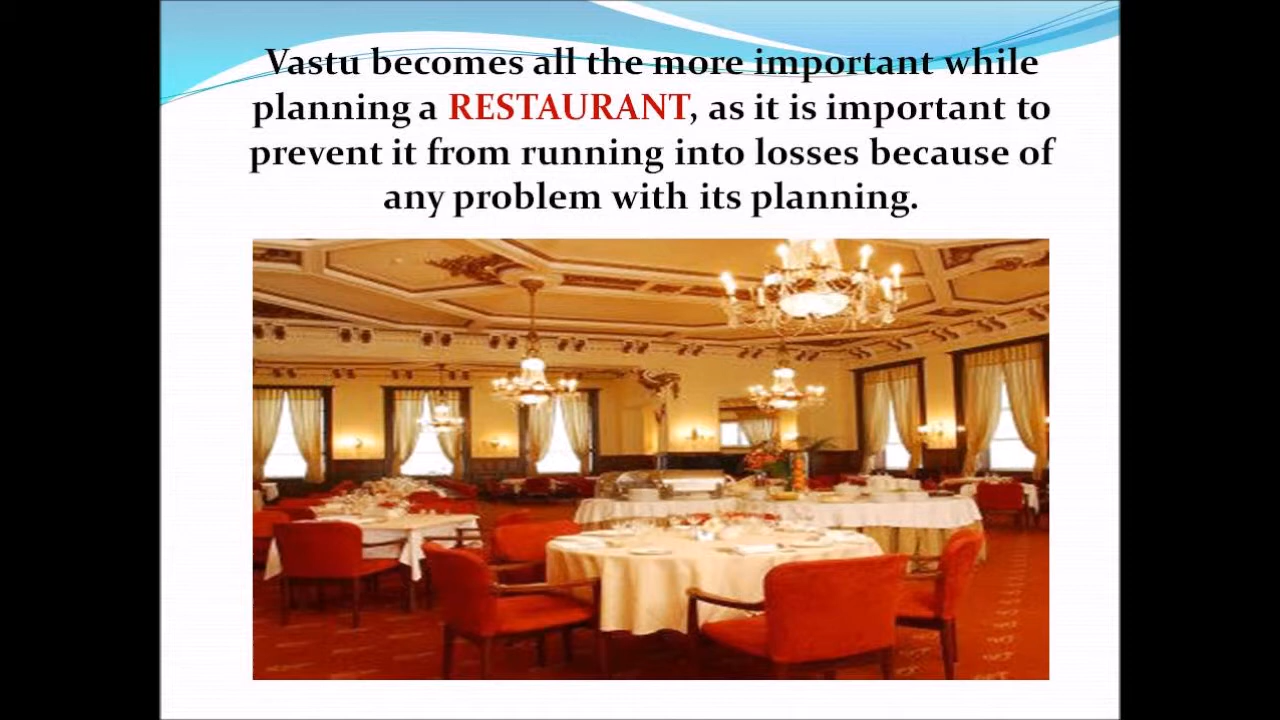 Vastu becomes all the more important while
planning a RESTAURANT, as it is important to
prevent it from running into losses because of
any problem with its planning.